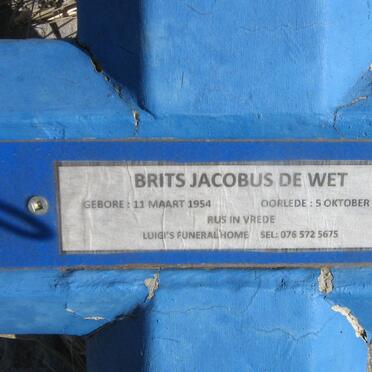 BRITS JACOBUS DE WET
GEBORE : 11 MAART 1954 OORLEDE : 5 OKTOBER
RUS IN VREDE
LUIGI'S FUNERAL HOME SEL: 076 572 5675